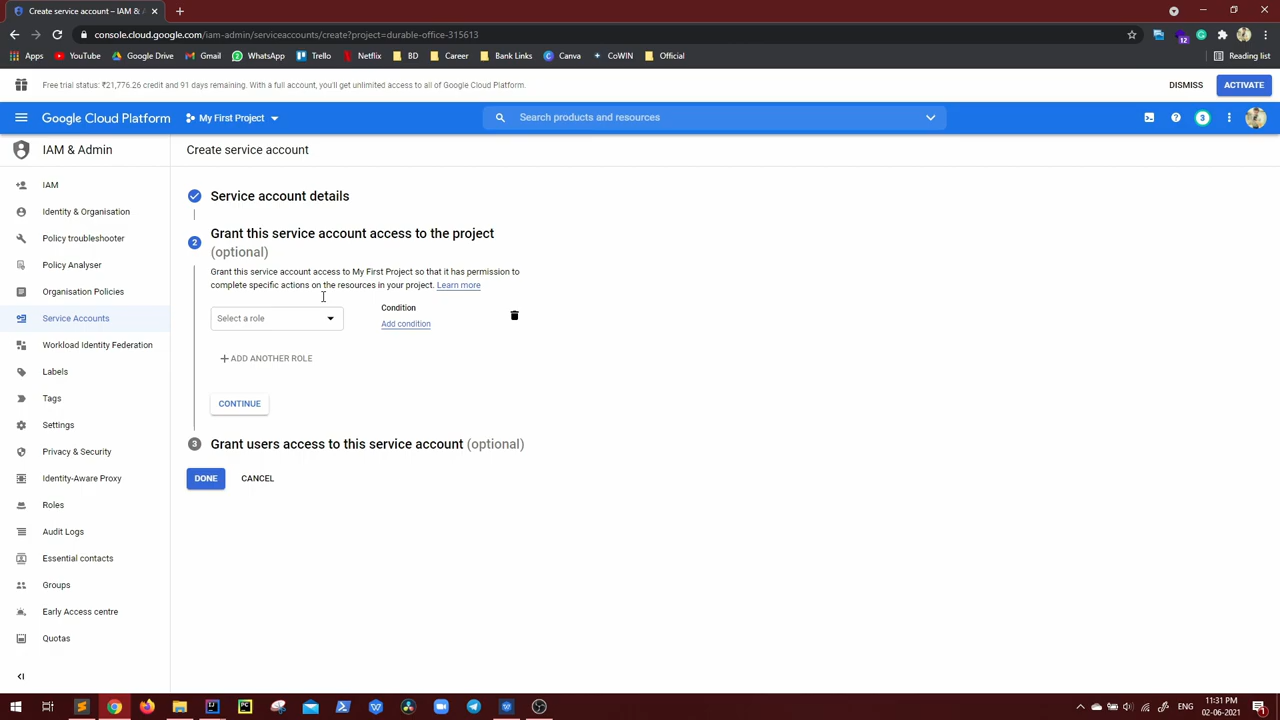 Create service account – IAM & A
console.cloud.google.com/iam-admin/serviceaccounts/create?project=durable-office-315613
12
Apps
YouTube
Google Drive
Gmail
WhatsApp
Trello
Netflix
BD
Career
Bank Links
Canva
CoWIN
Official
Reading list
Free trial status: ₹21,776.26 credit and 91 days remaining. With a full account, you'll get unlimited access to all of Google Cloud Platform.
DISMISS
ACTIVATE
Google Cloud Platform
My First Project
Search products and resources
3
IAM & Admin
Create service account
IAM
Identity & Organisation
Policy troubleshooter
Policy Analyser
Organisation Policies
Service Accounts
Workload Identity Federation
Labels
Tags
Settings
Privacy & Security
Identity-Aware Proxy
Roles
Audit Logs
Essential contacts
Groups
Early Access centre
Quotas
Service account details
2
Grant this service account access to the project
(optional)
Grant this service account access to My First Project so that it has permission to
complete specific actions on the resources in your project. Learn more
Select a role
Condition
Add condition
ADD ANOTHER ROLE
CONTINUE
3 Grant users access to this service account (optional)
DONE
CANCEL
PC
ENG
11:31 PM
02-06-2021
1